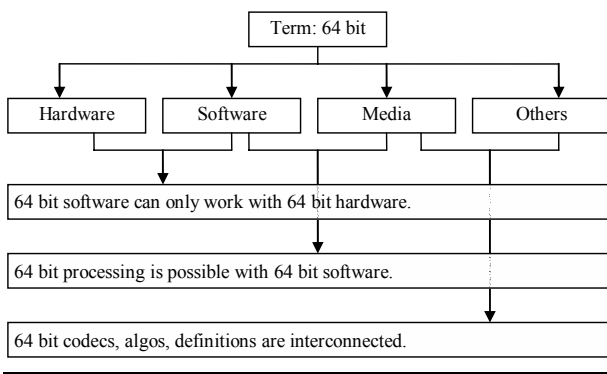 Term: 64 bit
Hardware
Software
Media
Others
64 bit software can only work with 64 bit hardware.
64 bit processing is possible with 64 bit software.
64 bit codecs, algos, definitions are interconnected.